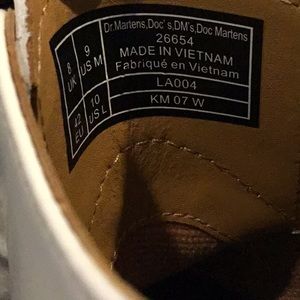 Dr.Martens,Doc's,DM's,Doc Martens
26654
MADE IN VIETNAM
Fabriqué en Vietnam
LA004
KM 07 W
8 UK
9 US M
42 EU
10 US L